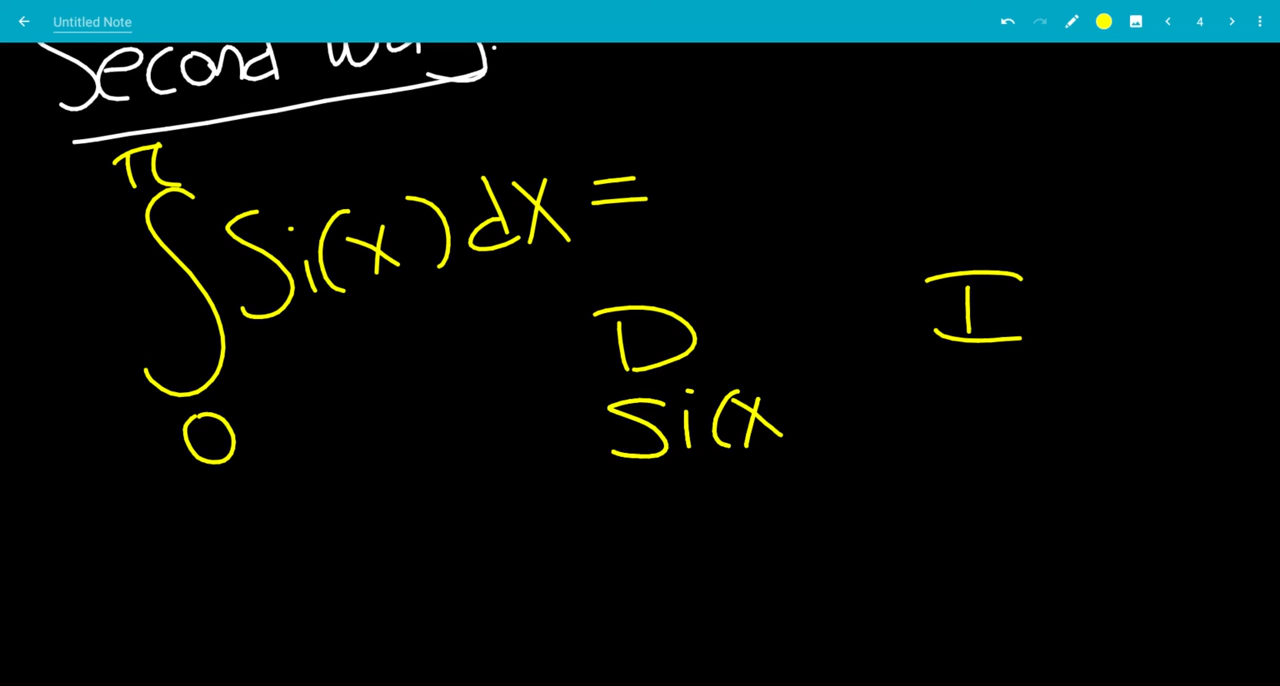 Untitled Note
4
Second way:
∫₀^π Si(x) dx =
D I
Si(x